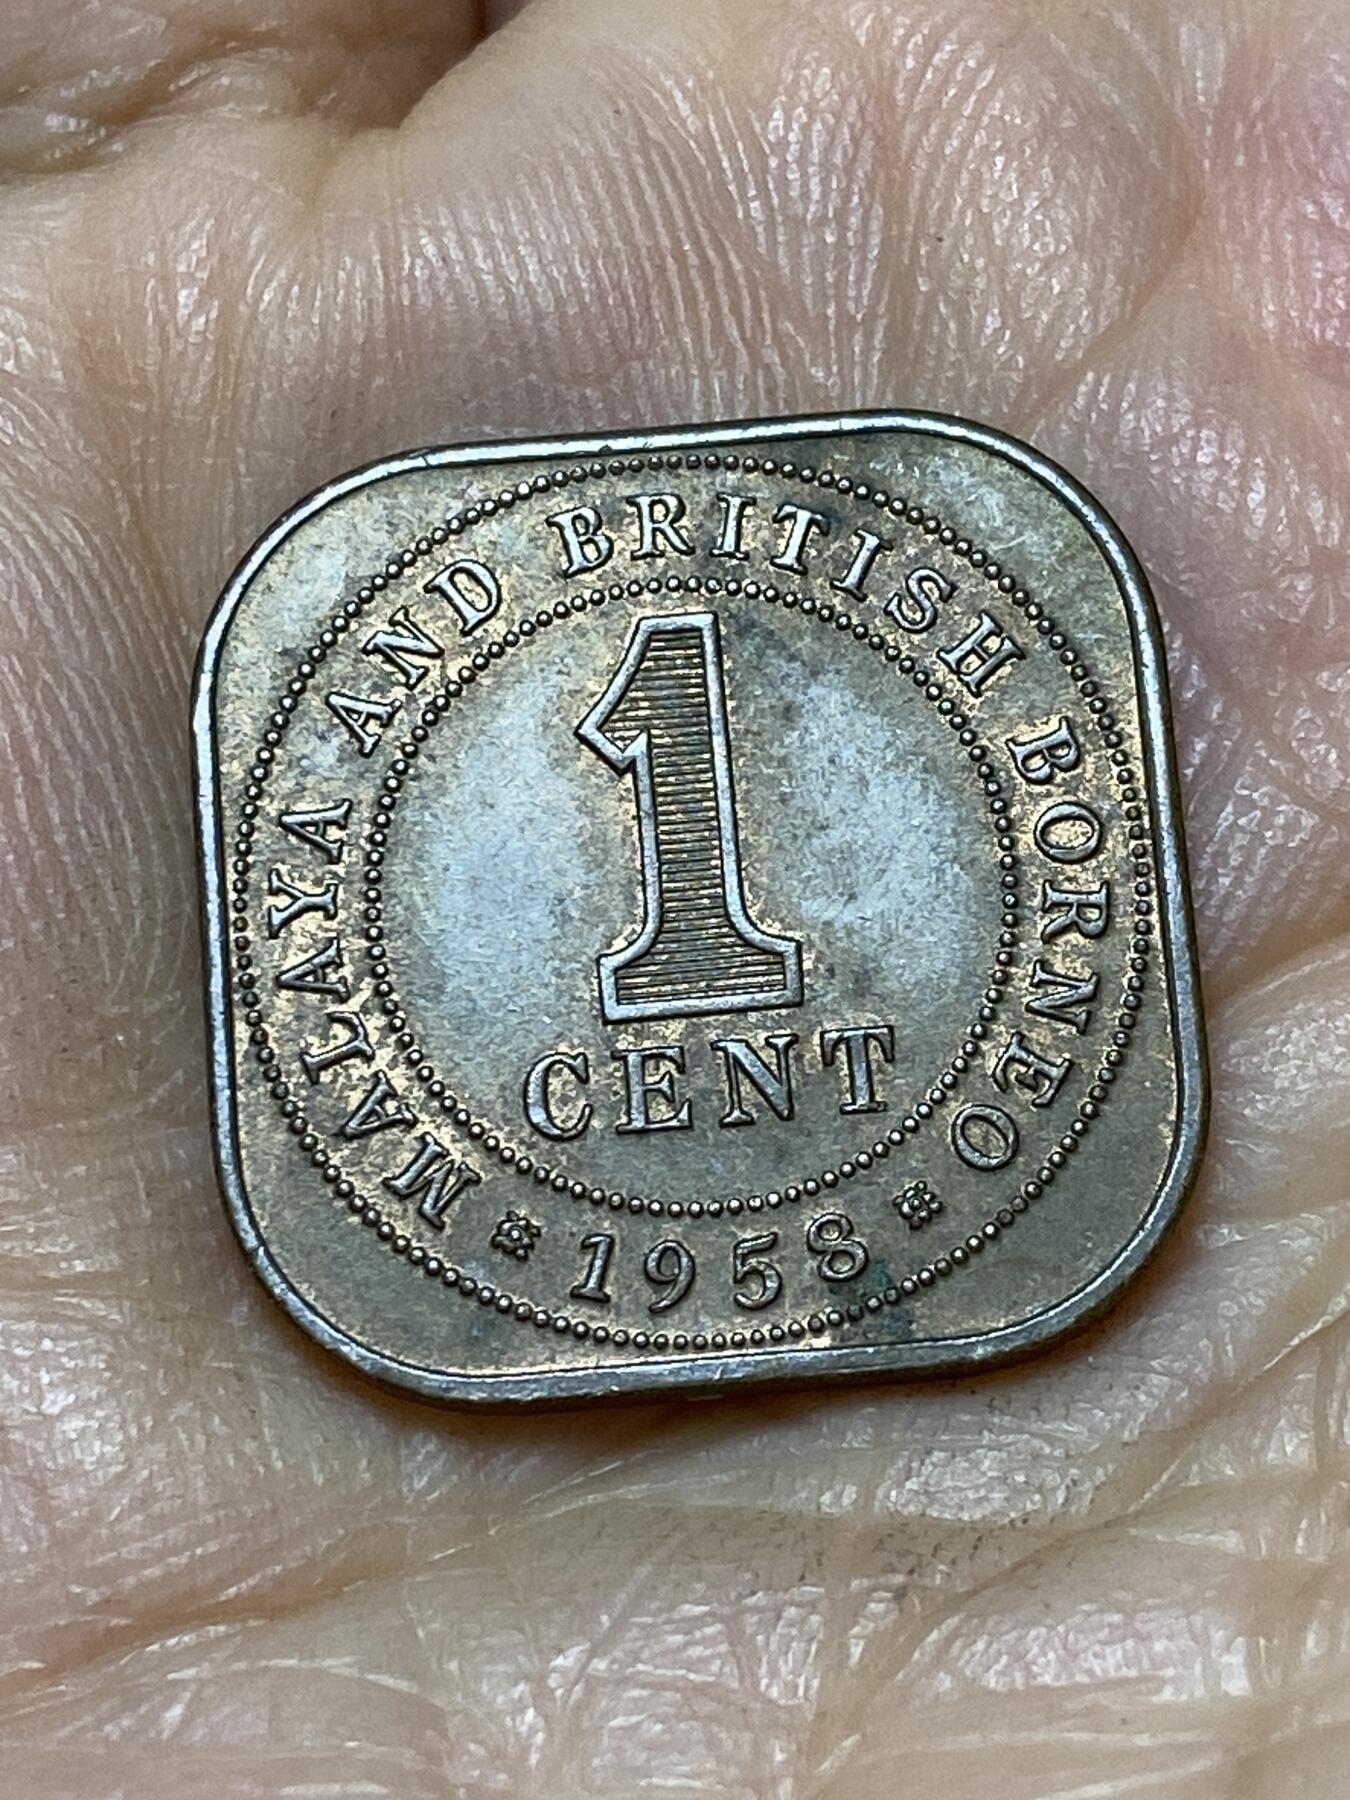 MALAYA AND BRITISH BORNEO
1
CENT
1958